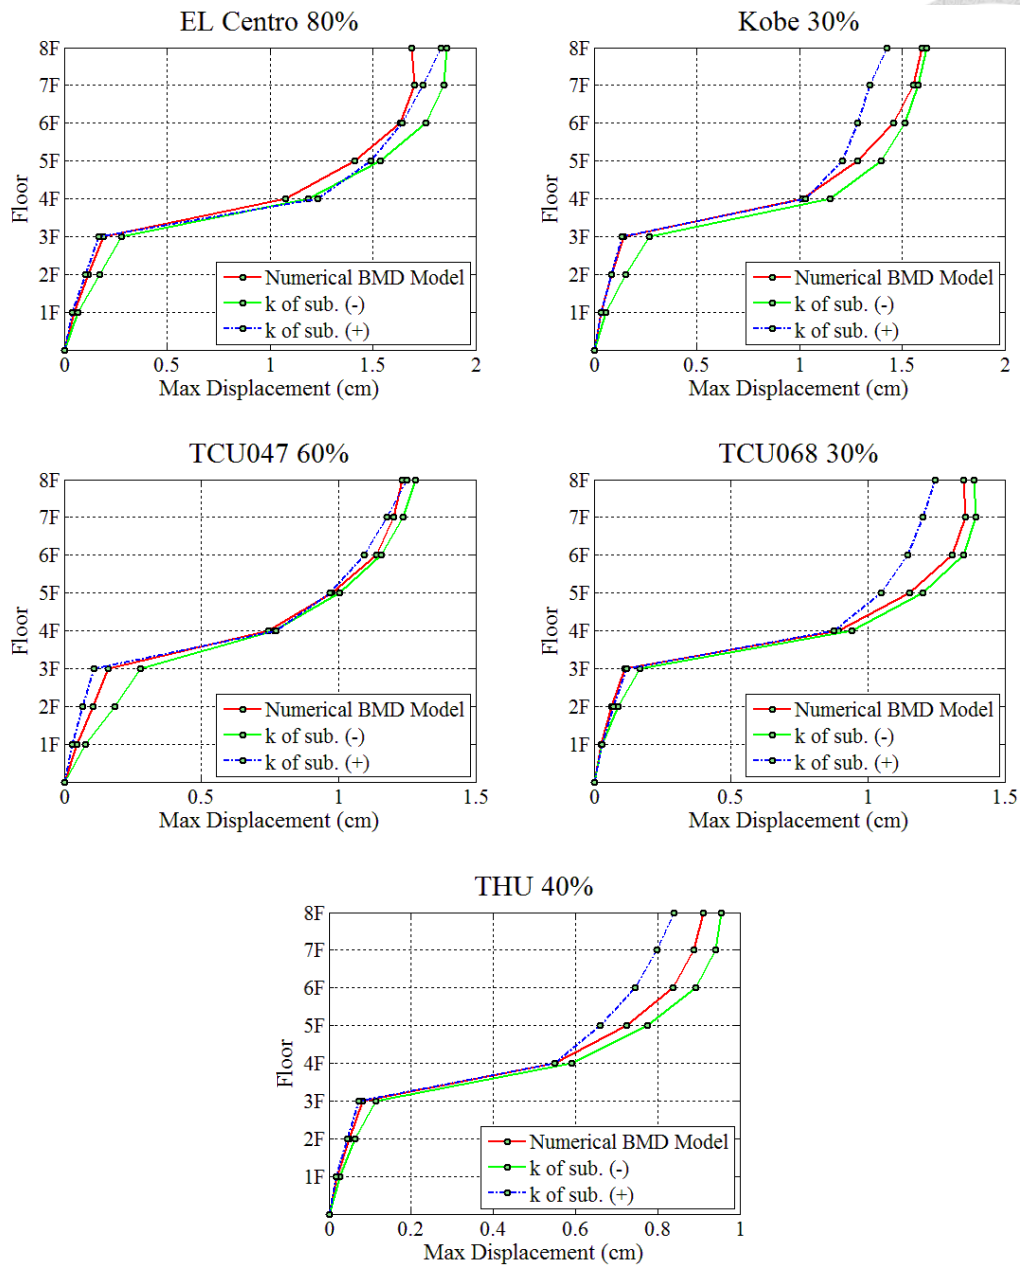 EL Centro 80%
8F
7F
6F
5F
4F
3F
2F
1F
Floor
Numerical BMD Model
k of sub. (-)
k of sub. (+)
0 0.5 1 1.5 2
Max Displacement (cm)
Kobe 30%
8F
7F
6F
5F
4F
3F
2F
1F
Floor
Numerical BMD Model
k of sub. (-)
k of sub. (+)
0 0.5 1 1.5 2
Max Displacement (cm)
TCU047 60%
8F
7F
6F
5F
4F
3F
2F
1F
Floor
Numerical BMD Model
k of sub. (-)
k of sub. (+)
0 0.5 1 1.5
Max Displacement (cm)
TCU068 30%
8F
7F
6F
5F
4F
3F
2F
1F
Floor
Numerical BMD Model
k of sub. (-)
k of sub. (+)
0 0.5 1 1.5
Max Displacement (cm)
THU 40%
8F
7F
6F
5F
4F
3F
2F
1F
Floor
Numerical BMD Model
k of sub. (-)
k of sub. (+)
0 0.2 0.4 0.6 0.8 1
Max Displacement (cm)